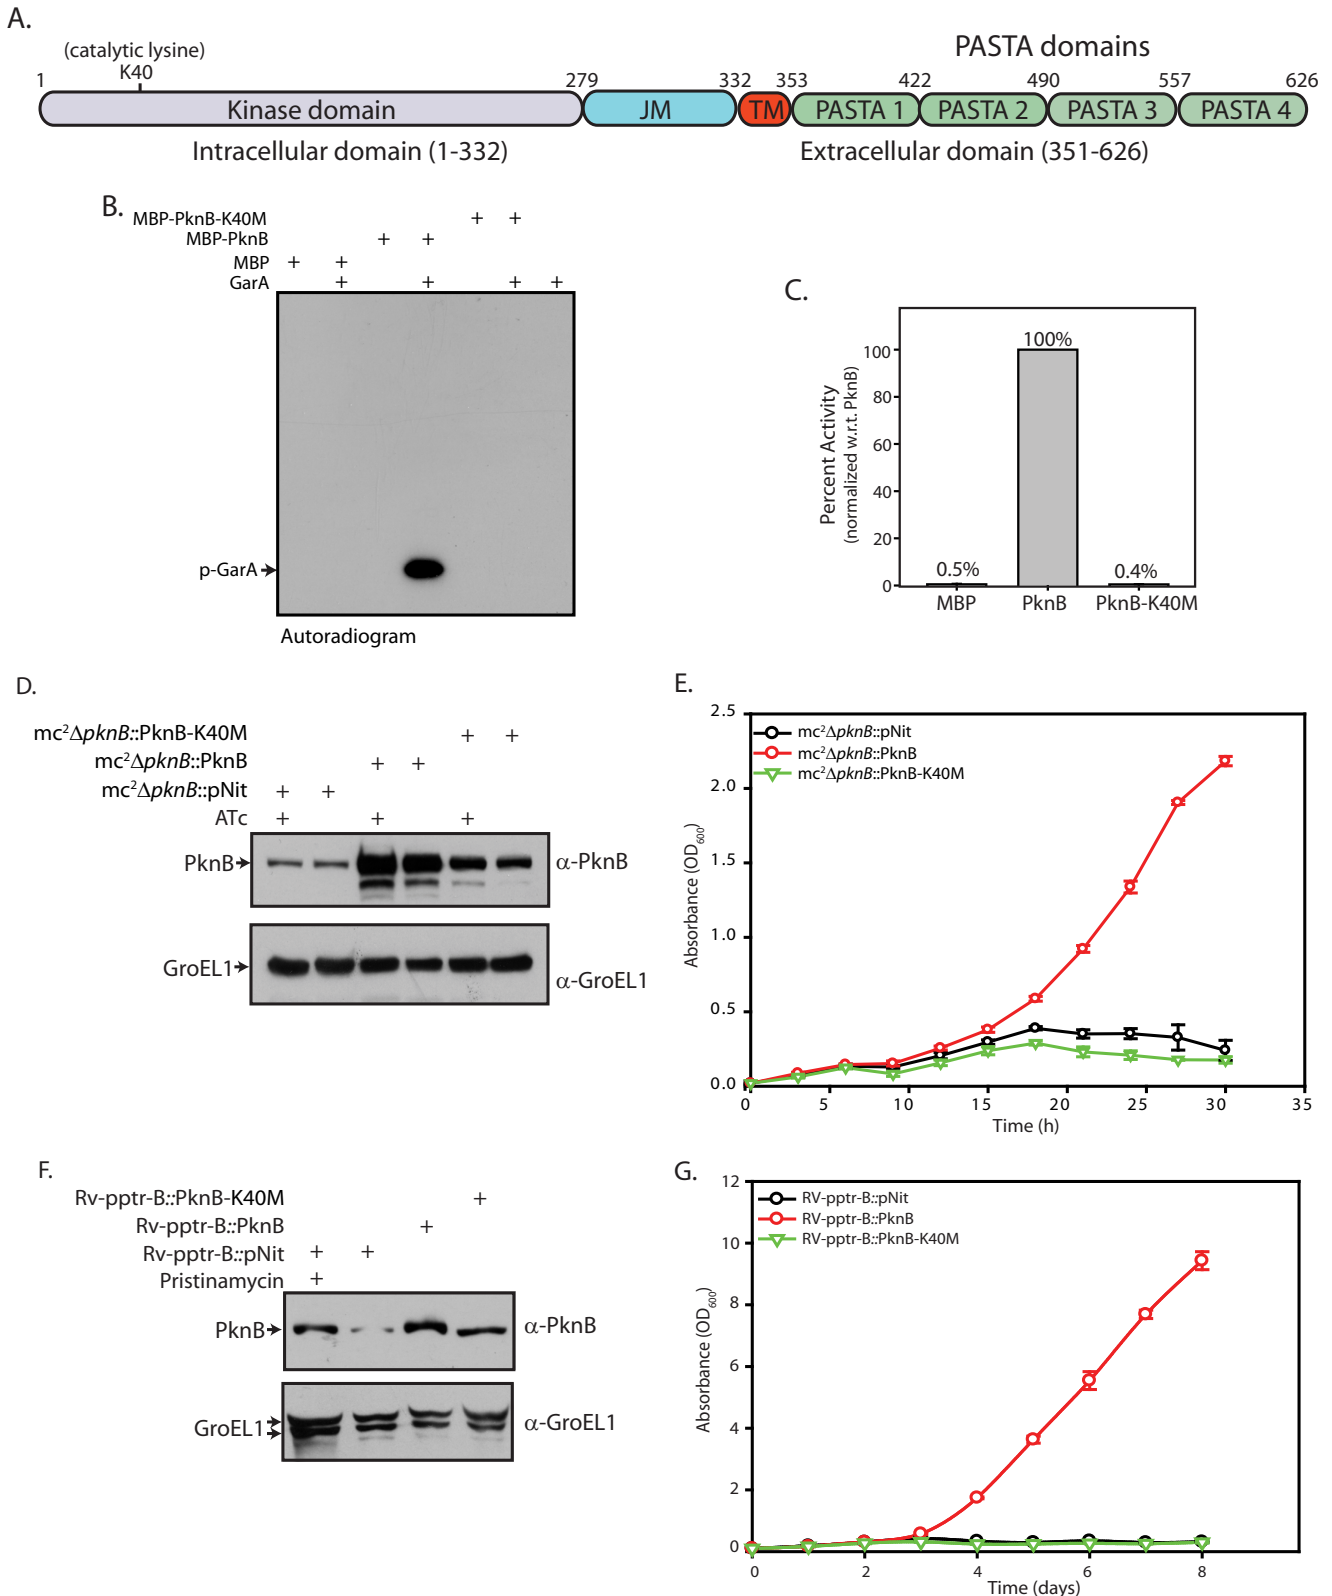 A.
(catalytic lysine)
K40
PASTA domains
1 279 332 353 422 490 557 626
Kinase domain JM TM PASTA 1 PASTA 2 PASTA 3 PASTA 4
Intracellular domain (1-332) Extracellular domain (351-626)
B.
MBP-PknB-K40M + +
MBP-PknB + +
MBP + +
GarA + + + +
p-GarA
Autoradiogram
C.
Percent Activity
(normalized w.r.t. PknB)
100
80
60
40
20
0
0.5% 100% 0.4%
MBP PknB PknB-K40M
D.
mc²ΔpknB::PknB-K40M + +
mc²ΔpknB::PknB + +
mc²ΔpknB::pNit + +
ATc + + +
PknB α-PknB
GroEL1 α-GroEL1
E.
mc²ΔpknB::pNit
mc²ΔpknB::PknB
mc²ΔpknB::PknB-K40M
Absorbance (OD₆₀₀)
2.5
2.0
1.5
1.0
0.5
0.0
0 5 10 15 20 25 30 35
Time (h)
F.
Rv-pptr-B::PknB-K40M +
Rv-pptr-B::PknB +
Rv-pptr-B::pNit + +
Pristinamycin +
PknB α-PknB
GroEL1 α-GroEL1
G.
RV-pptr-B::pNit
RV-pptr-B::PknB
RV-pptr-B::PknB-K40M
Absorbance (OD₆₀₀)
12
10
8
6
4
2
0
0 2 4 6 8
Time (days)